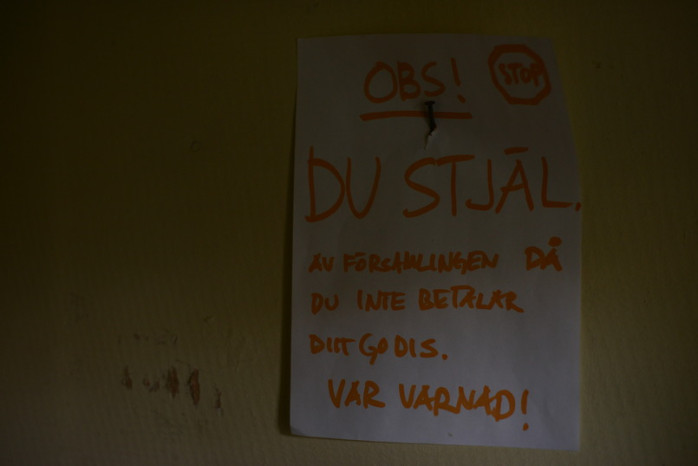 OBS!
STOP
DU STJÄL.
AV FÖRSAMLINGEN DÅ
DU INTE BETALAR
DITT GODIS.
VAR VARNAD!